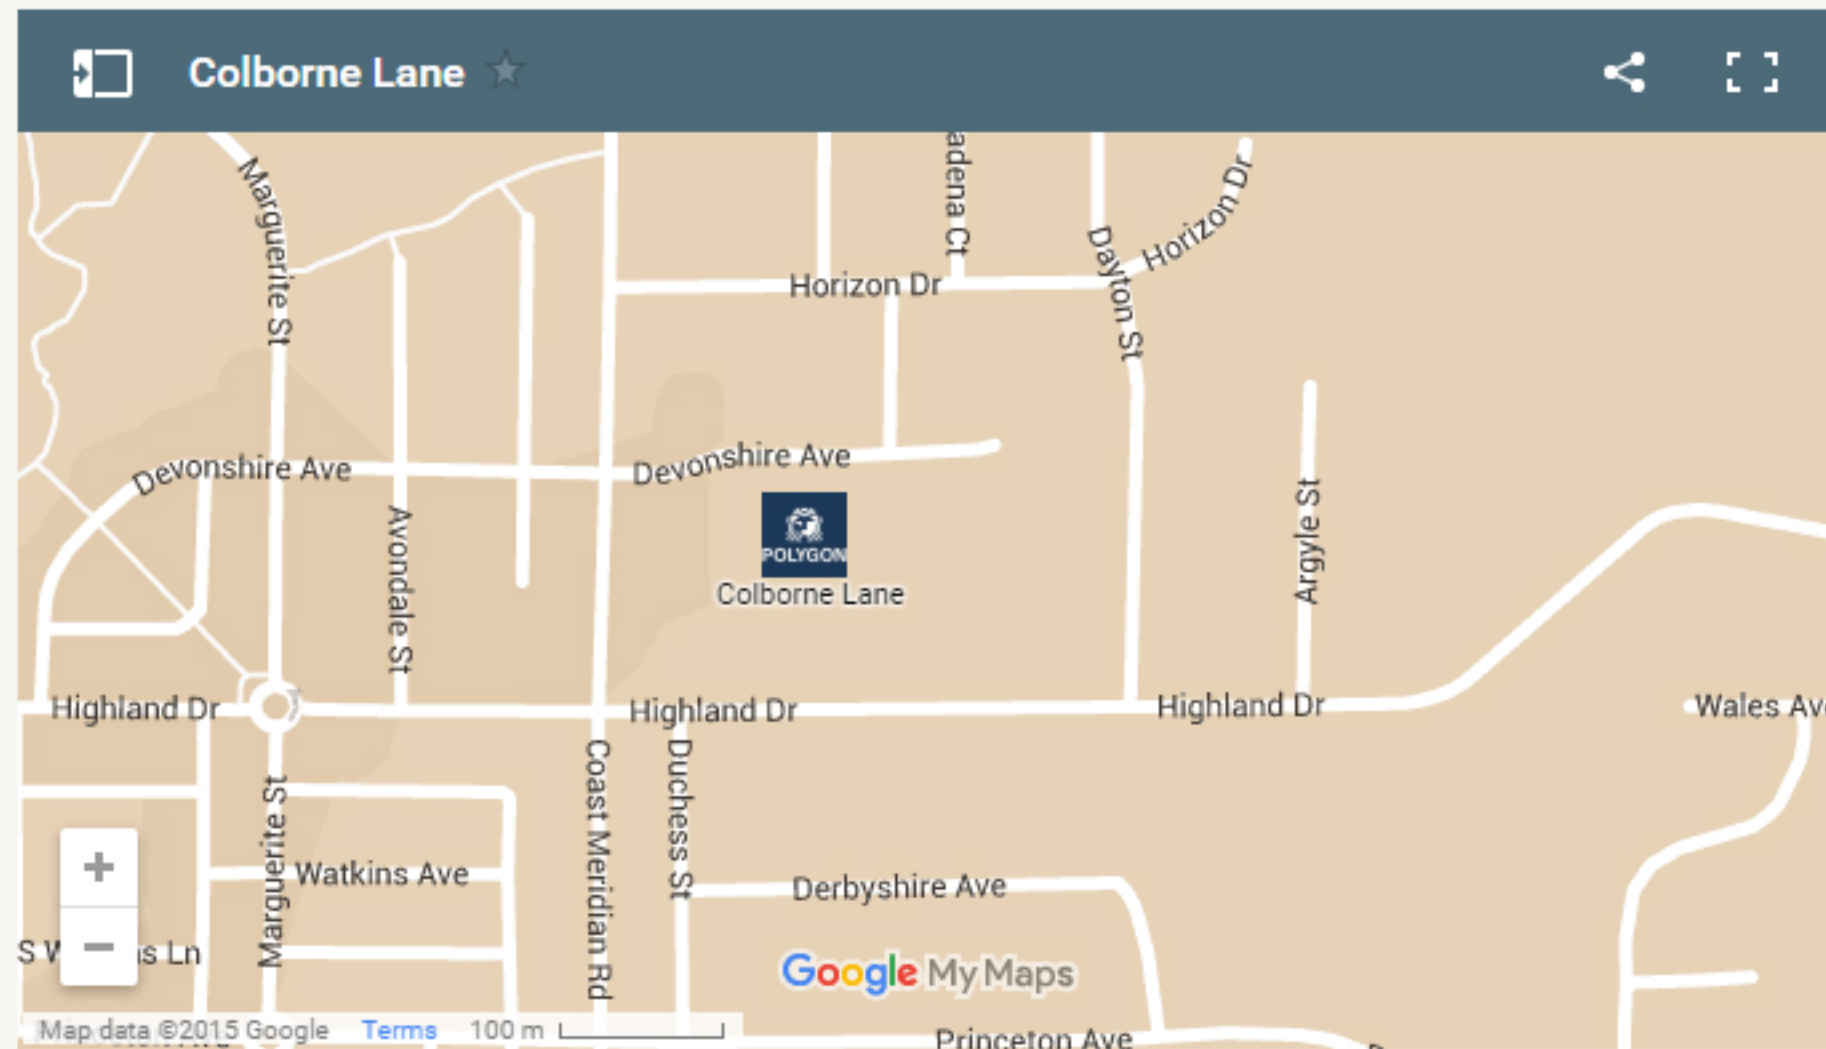 Colborne Lane
adena Ct
Marguerite St
Horizon Dr
Dayton St
Horizon Dr
Devonshire Ave
Devonshire Ave
Argyle St
Avondale St
POLYGON
Colborne Lane
Highland Dr
Highland Dr
Highland Dr
Wales Av
Coast Meridian Rd
Duchess St
Marguerite St
Watkins Ave
Derbyshire Ave
S W
s Ln
Google My Maps
Map data ©2015 Google Terms 100 m
Princeton Ave